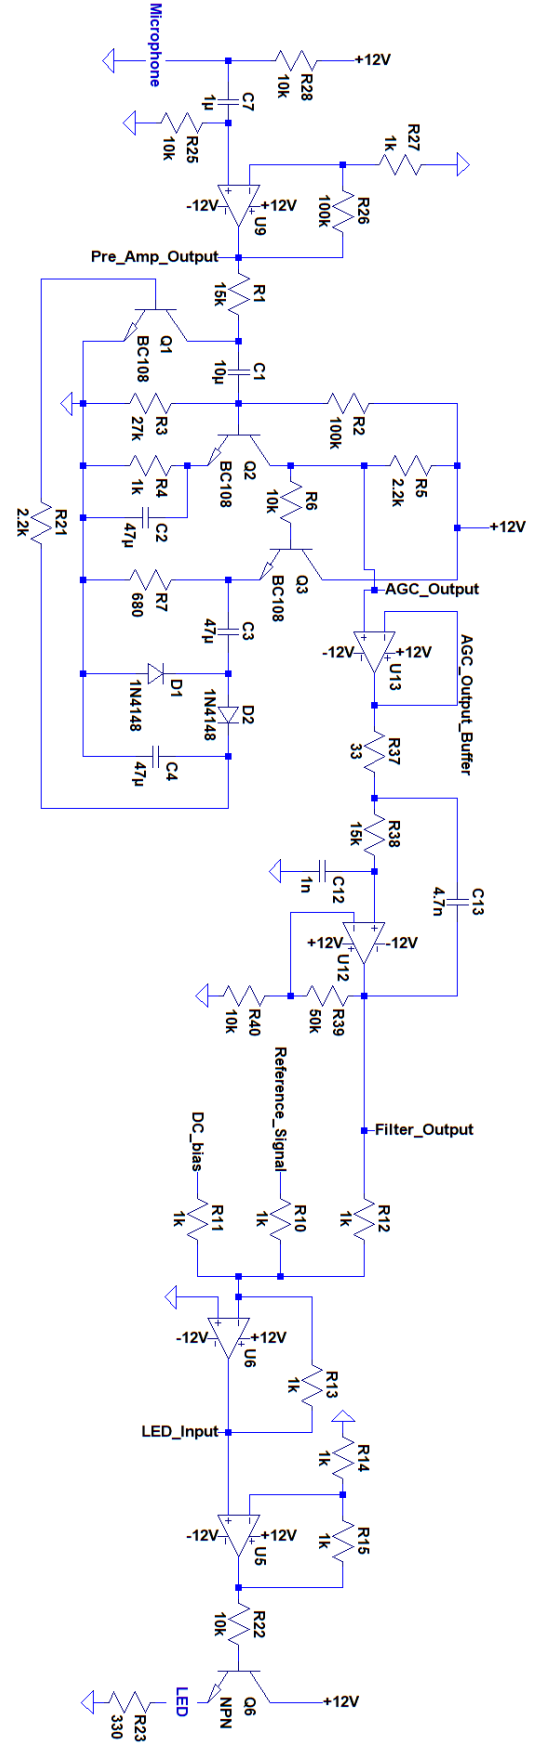 Microphone
+12V
R28
10k
C7
1µ
R25
10k
R27
1k
R26
100k
-12V
+12V
U9
Pre_Amp_Output
R1
15k
Q1
BC108
C1
10µ
R3
27k
R2
100k
Q2
BC108
R4
1k
R5
2.2k
C2
47µ
R6
10k
+12V
R21
2.2k
Q3
BC108
R7
680
AGC_Output
C3
47µ
-12V
+12V
U13
AGC_Output_Buffer
D1
1N4148
D2
1N4148
C4
47µ
R37
33
R38
15k
C12
1n
C13
4.7n
+12V
-12V
U12
R40
10k
R39
50k
Filter_Output
Reference_Signal
DC_bias
R11
1k
R10
1k
R12
1k
-12V
+12V
U6
R13
1k
LED_Input
R14
1k
-12V
+12V
U5
R15
1k
R22
10k
Q6
NPN
+12V
LED
R23
330